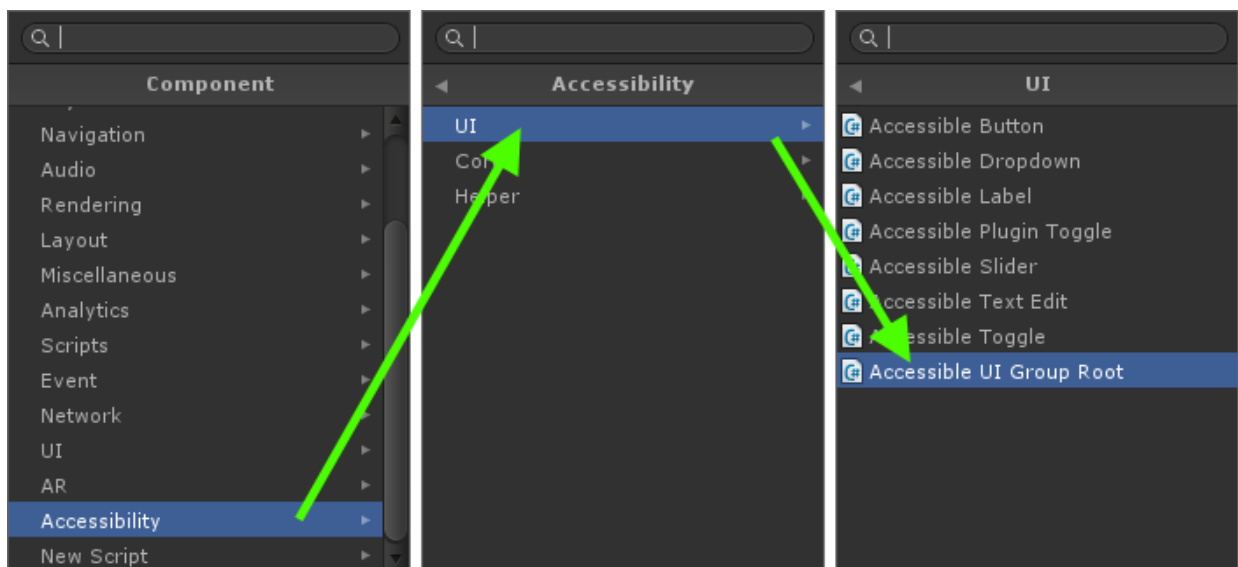 Component
Navigation
Audio
Rendering
Layout
Miscellaneous
Analytics
Scripts
Event
Network
UI
AR
Accessibility
New Script
Accessibility
UI
Helper
UI
Accessible Button
Accessible Dropdown
Accessible Label
Accessible Plugin Toggle
Accessible Slider
Accessible Text Edit
Accessible Toggle
Accessible UI Group Root